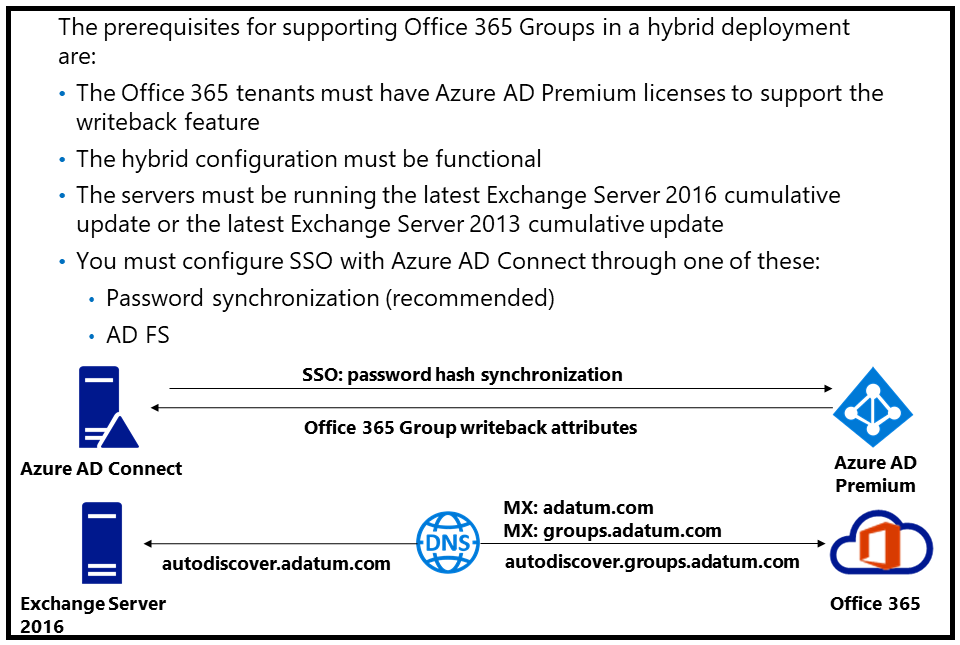 The prerequisites for supporting Office 365 Groups in a hybrid deployment
are:
• The Office 365 tenants must have Azure AD Premium licenses to support the
writeback feature
• The hybrid configuration must be functional
• The servers must be running the latest Exchange Server 2016 cumulative
update or the latest Exchange Server 2013 cumulative update
• You must configure SSO with Azure AD Connect through one of these:
• Password synchronization (recommended)
• AD FS
SSO: password hash synchronization
Office 365 Group writeback attributes
Azure AD Connect
Azure AD
Premium
MX: adatum.com
MX: groups.adatum.com
DNS
autodiscover.adatum.com
autodiscover.groups.adatum.com
Exchange Server
2016
Office 365